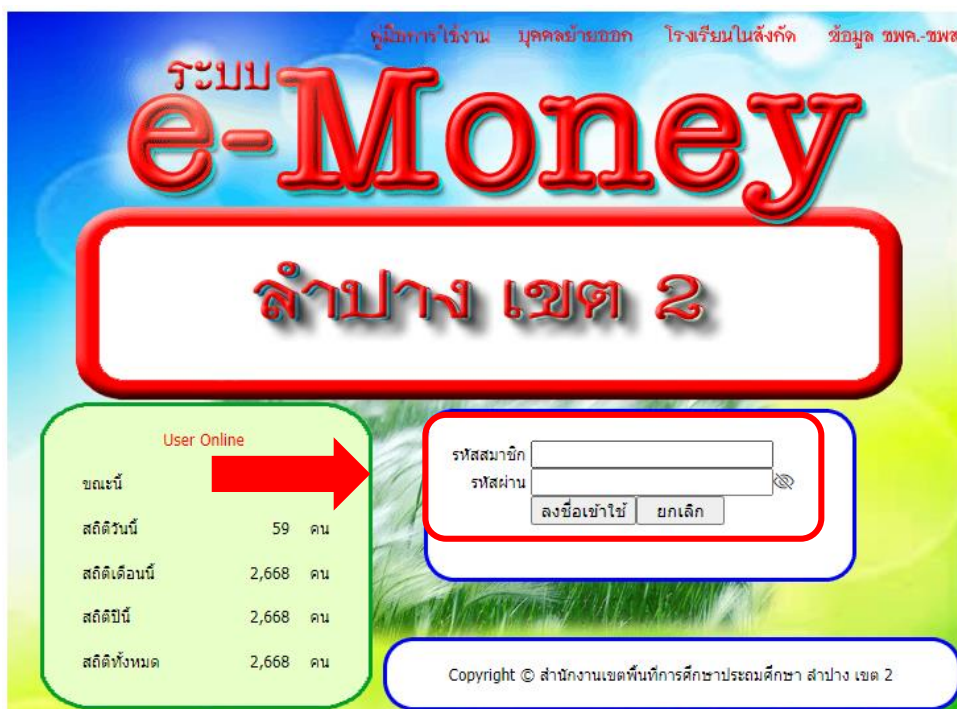 คู่มือการใช้งาน บุคคลย้ายออก โรงเรียนในสังกัด ข้อมูล ชพค.-ชพส
ระบบ
e-Money
ลำปาง เขต 2
User Online
ขณะนี้
สถิติวันนี้ 59 คน
สถิติเดือนนี้ 2,668 คน
สถิติปีนี้ 2,668 คน
สถิติทั้งหมด 2,668 คน
รหัสสมาชิก
รหัสผ่าน
ลงชื่อเข้าใช้ ยกเลิก
Copyright © สำนักงานเขตพื้นที่การศึกษาประถมศึกษา ลำปาง เขต 2